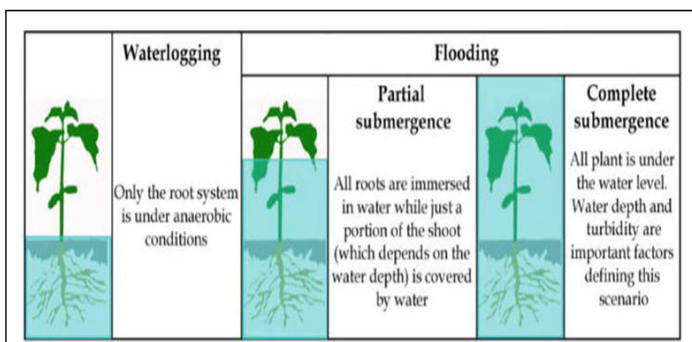 Waterlogging
Only the root system
is under anaerobic
conditions
Flooding
Partial
submergence
All roots are immersed
in water while just a
portion of the shoot
(which depends on the
water depth) is covered
by water
Complete
submergence
All plant is under
the water level.
Water depth and
turbidity are
important factors
defining this
scenario